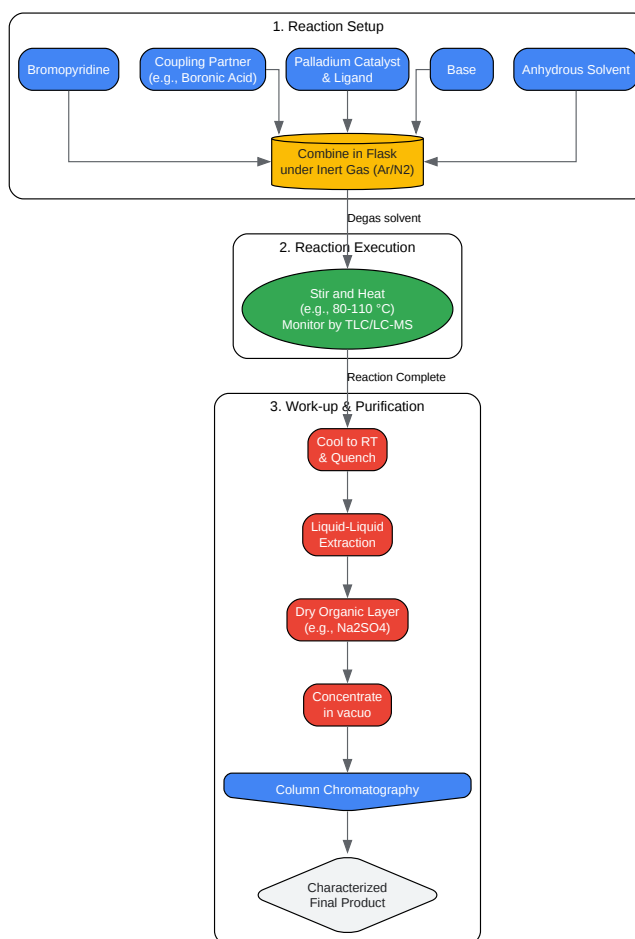 1. Reaction Setup
Bromopyridine
Coupling Partner
(e.g., Boronic Acid)
Palladium Catalyst
& Ligand
Base
Anhydrous Solvent
Combine in Flask
under Inert Gas (Ar/N2)
Degas solvent
2. Reaction Execution
Stir and Heat
(e.g., 80-110 °C)
Monitor by TLC/LC-MS
Reaction Complete
3. Work-up & Purification
Cool to RT
& Quench
Liquid-Liquid
Extraction
Dry Organic Layer
(e.g., Na2SO4)
Concentrate
in vacuo
Column Chromatography
Characterized
Final Product